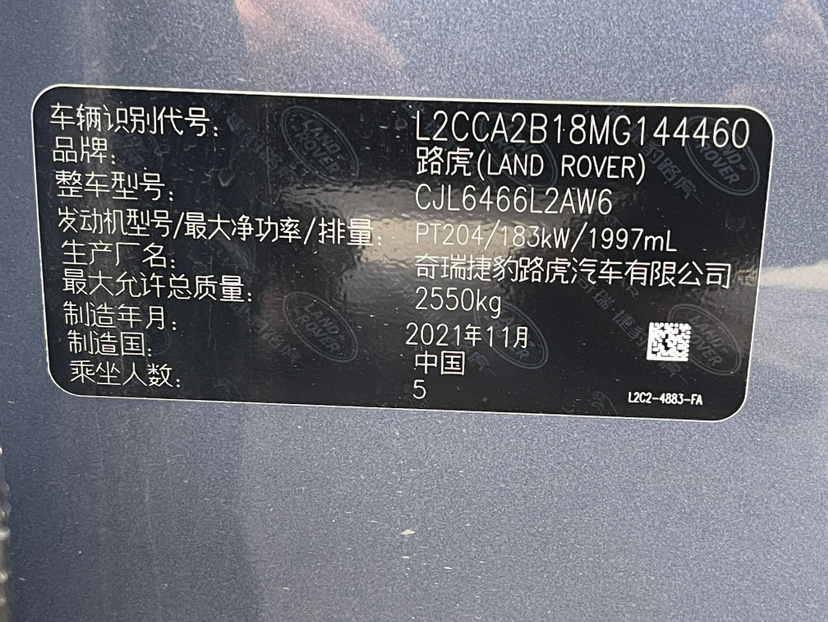 车辆识别代号: L2CCA2B18MG144460
品牌: 路虎(LAND ROVER)
整车型号: CJL6466L2AW6
发动机型号/最大净功率/排量: PT204/183kW/1997mL
生产厂名: 奇瑞捷豹路虎汽车有限公司
最大允许总质量: 2550kg
制造年月: 2021年11月
制造国: 中国
乘坐人数: 5
L2C2-4883-FA